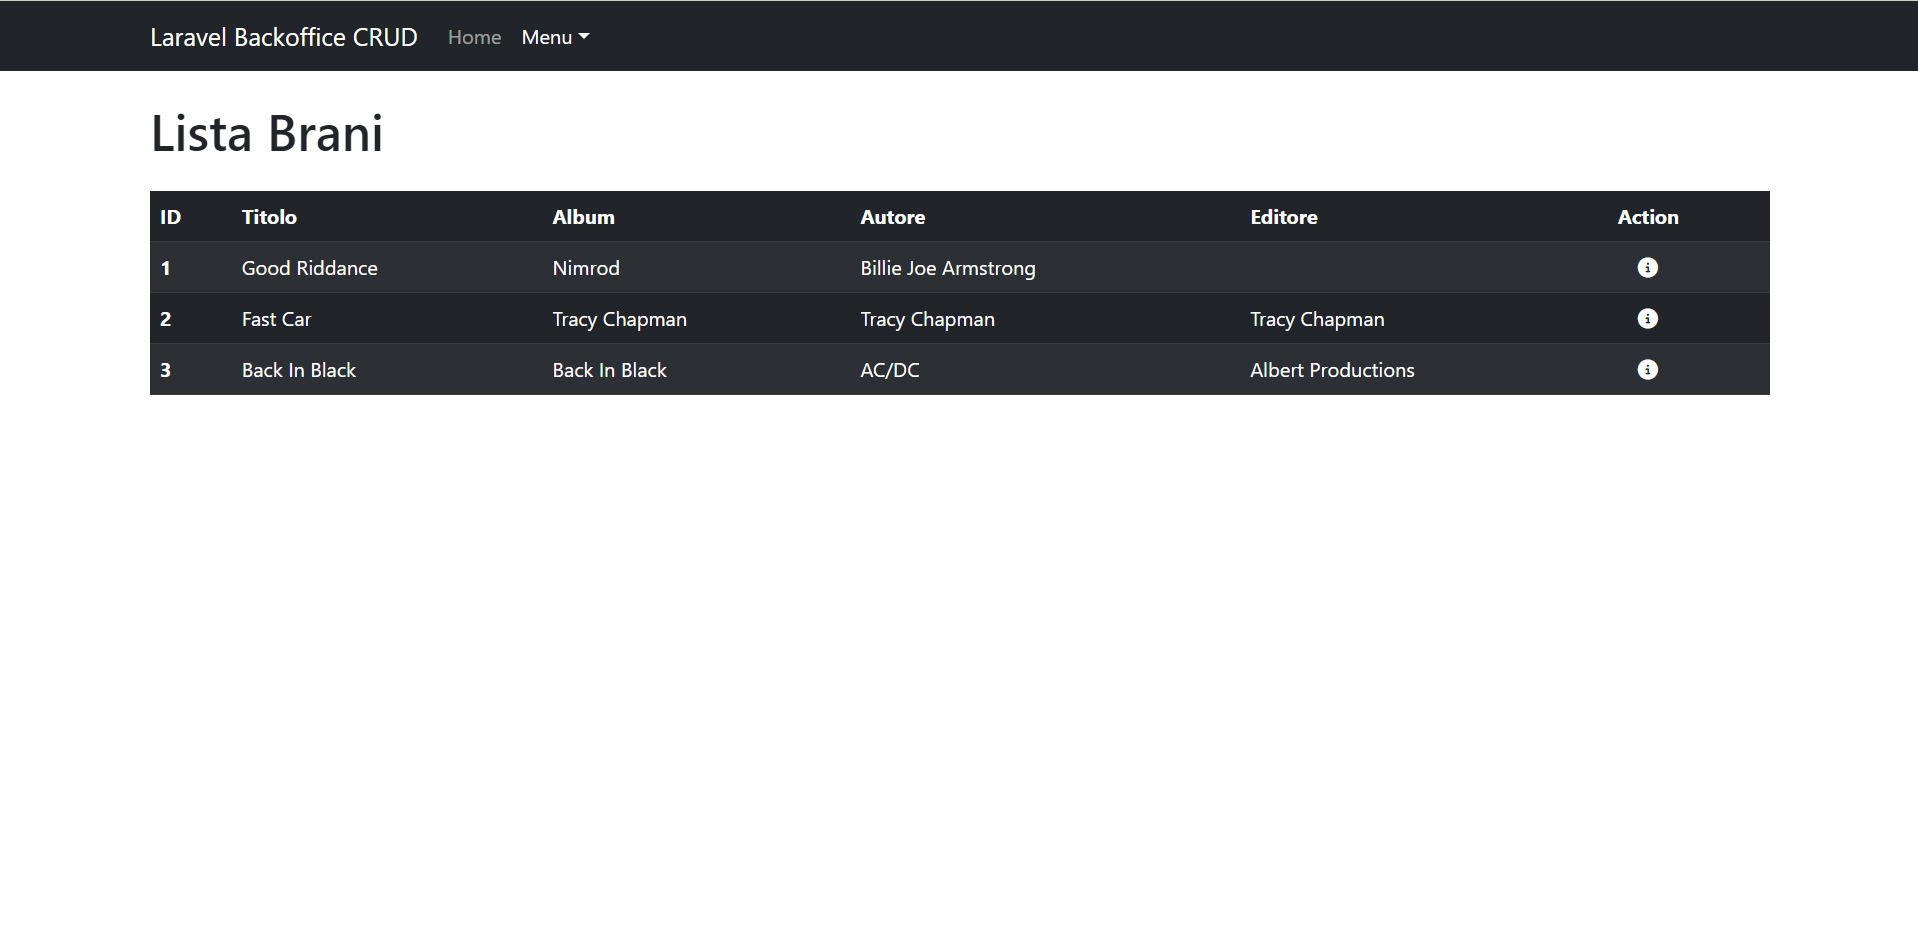 Laravel Backoffice CRUD Home Menu
Lista Brani
ID Titolo Album Autore Editore Action
1 Good Riddance Nimrod Billie Joe Armstrong
2 Fast Car Tracy Chapman Tracy Chapman Tracy Chapman
3 Back In Black Back In Black AC/DC Albert Productions